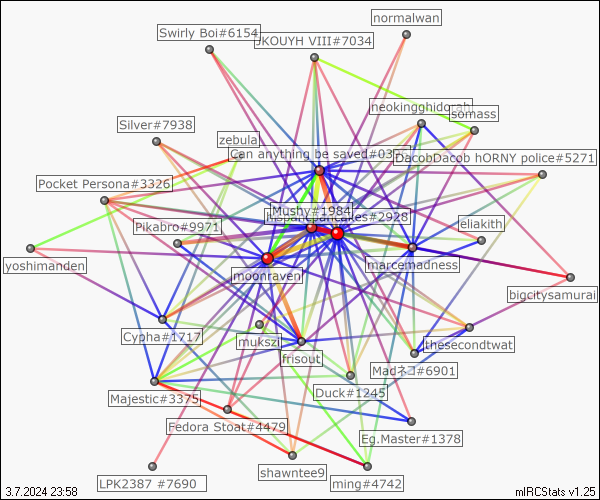 normalwan
Swirly Boi#6154
JKOUYH VIII#7034
neokingghidorah
somass
Silver#7938
zebula
Can anything be saved#03
DacobDacob hORNY police#5271
Pocket Persona#3326
Mushy#1984
cakes#2928
Pikabro#9971
eliakith
yoshimanden
moonraven
marcemadness
bigcitysamurai
Cypha#1717
mukszi
frisout
thesecondtwat
Madネコ#6901
Majestic#3375
Duck#1245
Fedora Stoat#4479
Eg.Master#1378
shawntee9
LPK2387 #7690
ming#4742
3.7.2024 23:58
mIRCStats v1.25